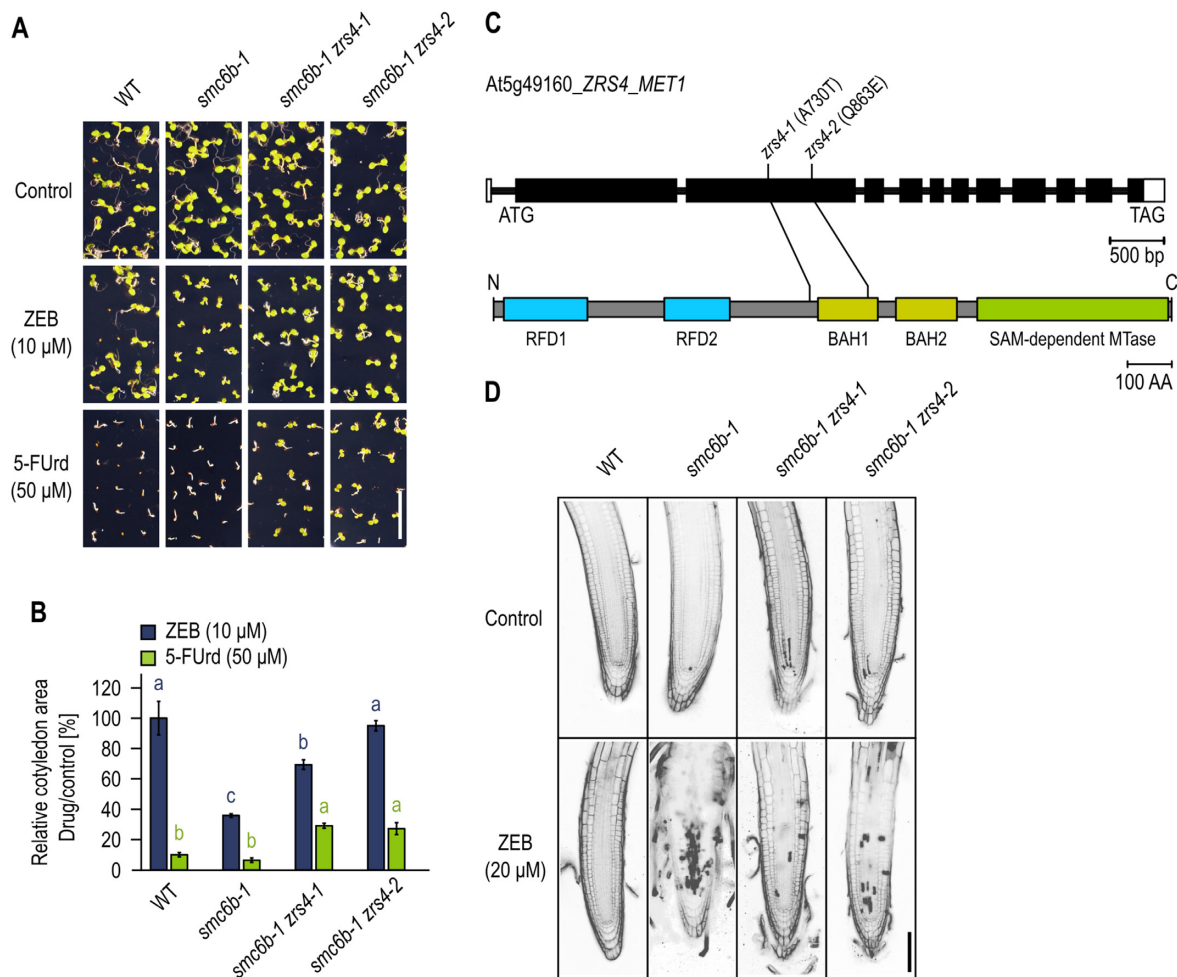 A
WT
smc6b-1
smc6b-1 zrs4-1
smc6b-1 zrs4-2
Control
ZEB
(10 µM)
5-FUrd
(50 µM)
B
ZEB (10 µM)
5-FUrd (50 µM)
Relative cotyledon area
Drug/control [%]
120
100
80
60
40
20
0
a
b
c
b
b
a
a
a
WT
smc6b-1
smc6b-1 zrs4-1
smc6b-1 zrs4-2
C
At5g49160_ZRS4_MET1
zrs4-1 (A730T)
zrs4-2 (Q863E)
ATG
TAG
500 bp
N
C
RFD1
RFD2
BAH1
BAH2
SAM-dependent MTase
100 AA
D
WT
smc6b-1
smc6b-1 zrs4-1
smc6b-1 zrs4-2
Control
ZEB
(20 µM)